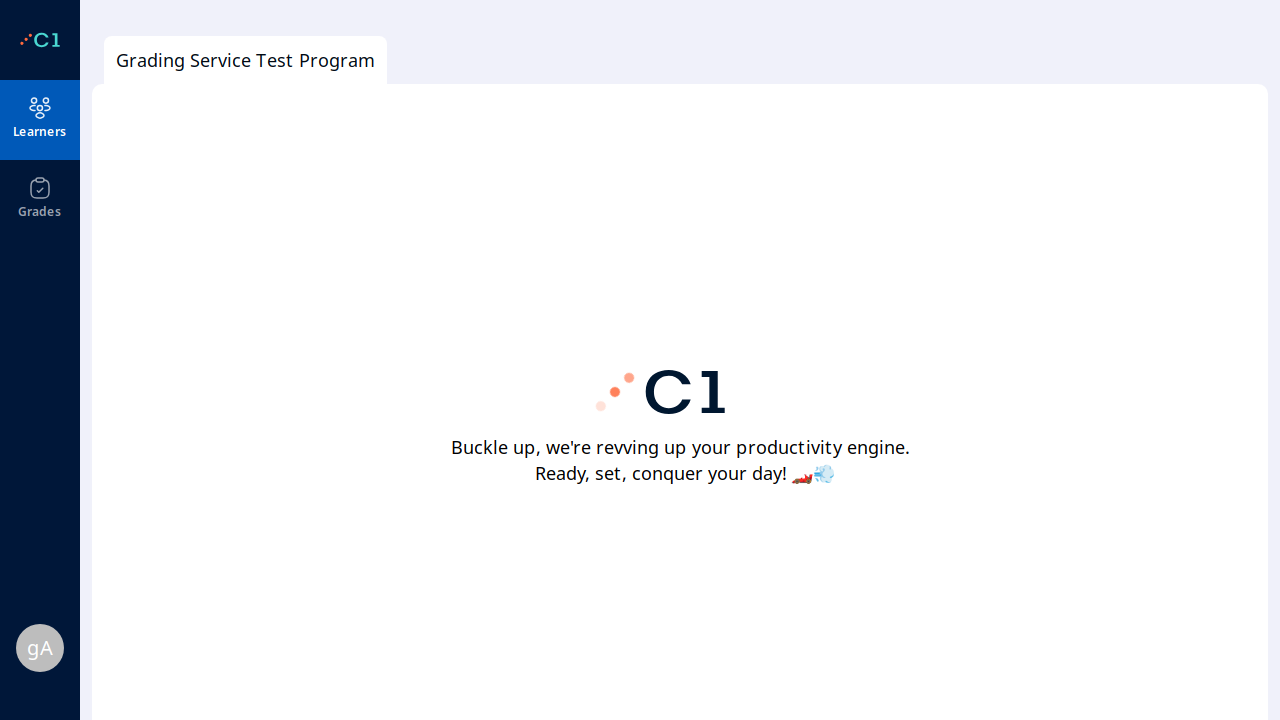 C1
Learners
Grades
gA
Grading Service Test Program
C1
Buckle up, we're revving up your productivity engine.
Ready, set, conquer your day! 🏎️💨